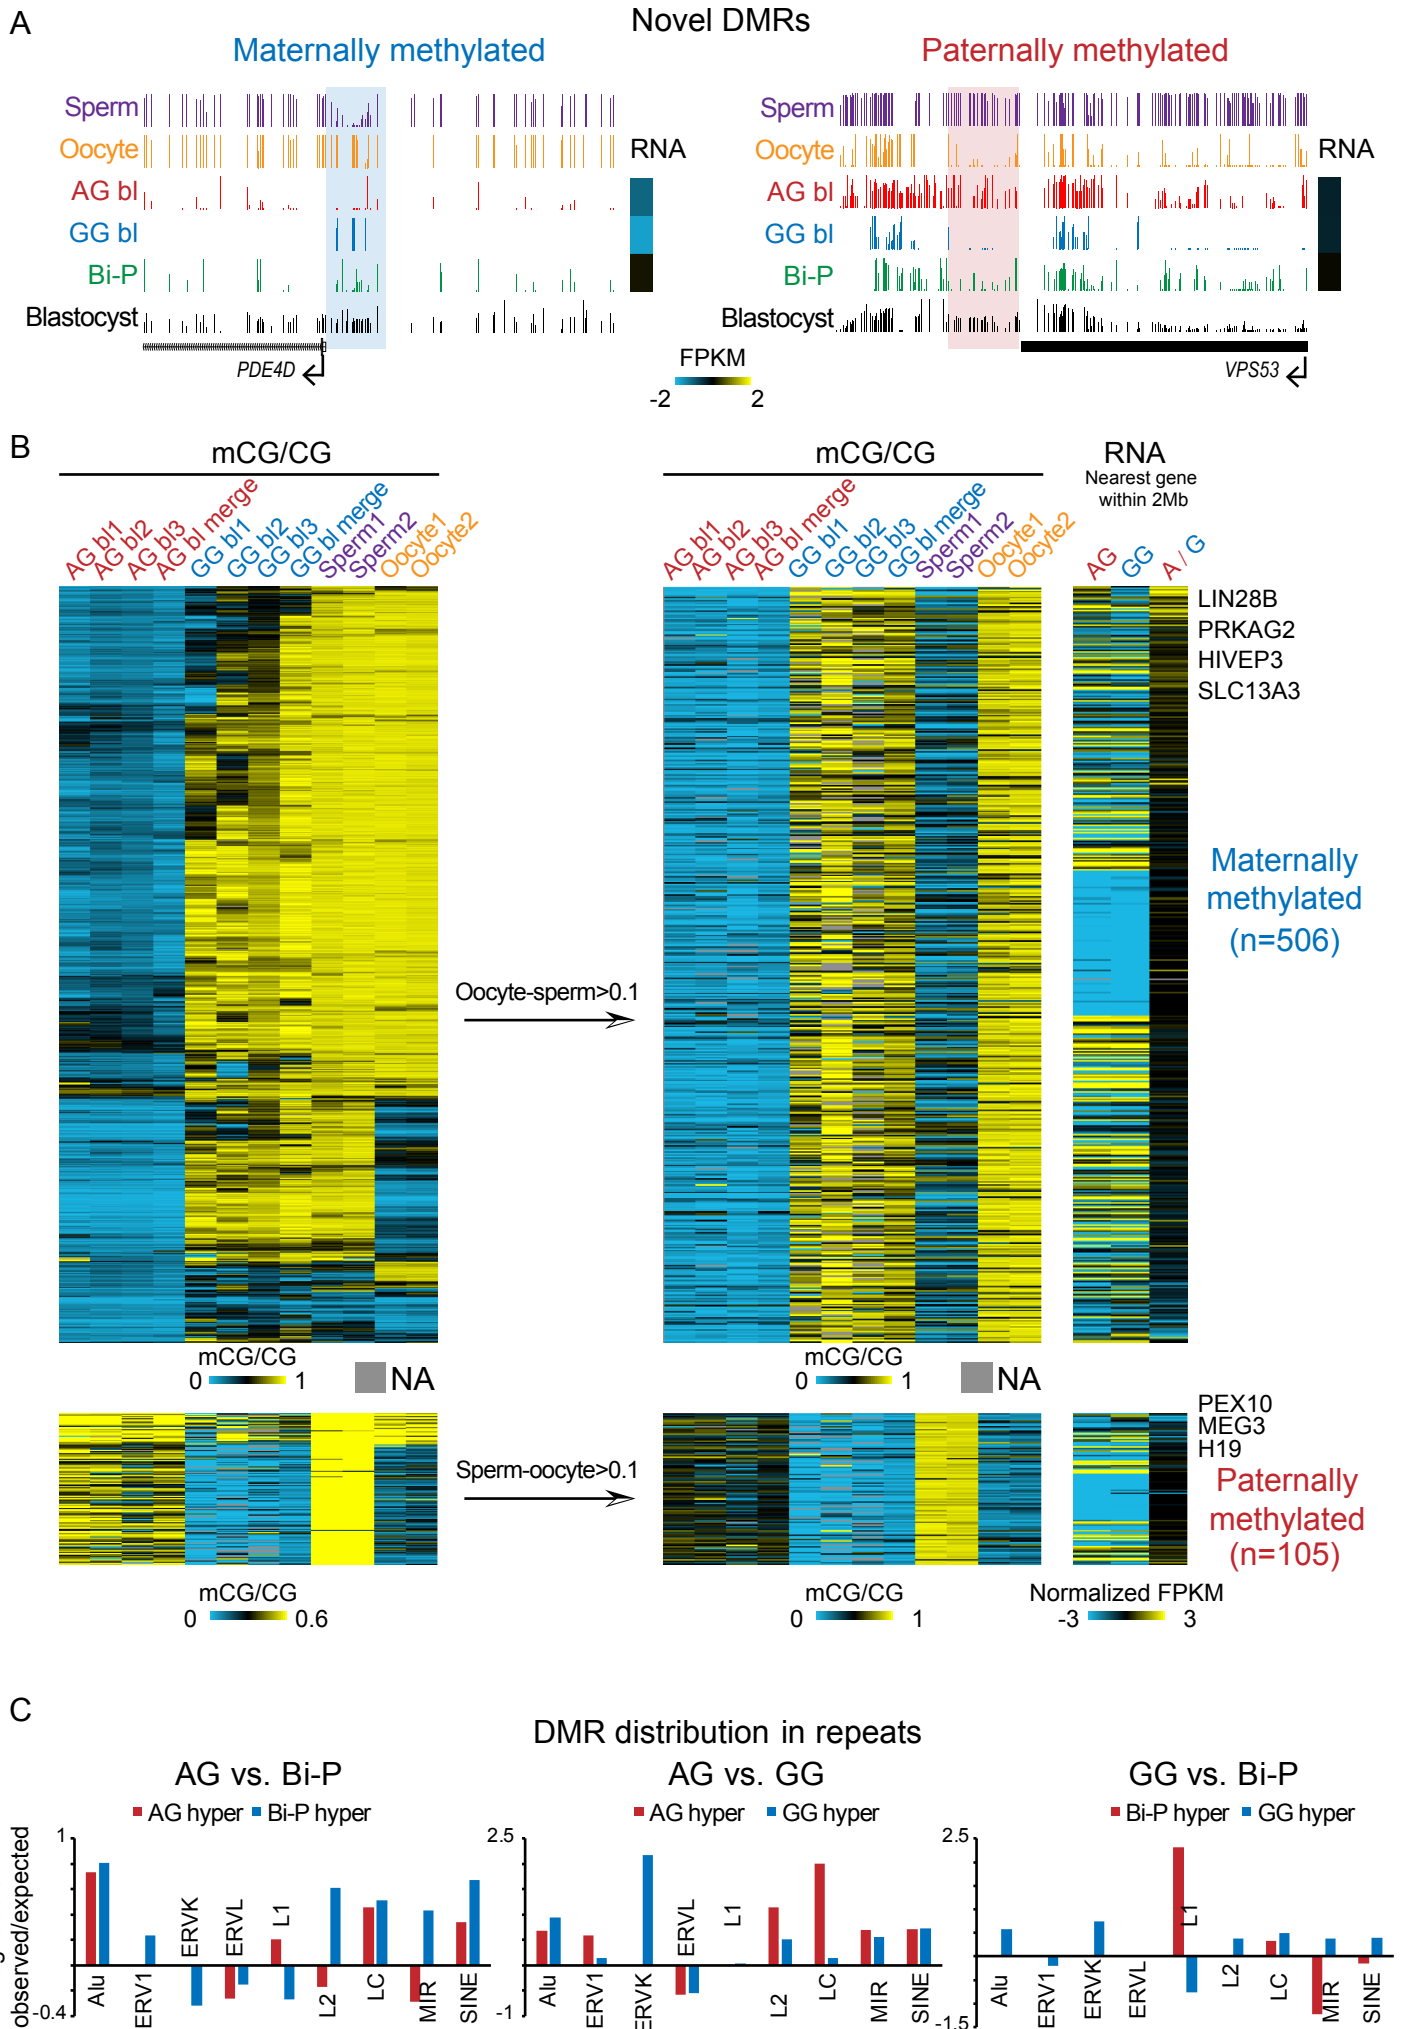 A
Novel DMRs
Maternally methylated
Paternally methylated
Sperm
Oocyte
AG bl
GG bl
Bi-P
Blastocyst
RNA
PDE4D
Sperm
Oocyte
AG bl
GG bl
Bi-P
Blastocyst
RNA
VPS53
FPKM
-2 2
B
mCG/CG
AG bl1
AG bl2
AG bl3
AG bl merge
GG bl1
GG bl2
GG bl3
GG bl merge
Sperm1
Sperm2
Oocyte1
Oocyte2
mCG/CG
AG bl1
AG bl2
AG bl3
AG bl merge
GG bl1
GG bl2
GG bl3
GG bl merge
Sperm1
Sperm2
Oocyte1
Oocyte2
RNA
Nearest gene
within 2Mb
AG
GG
A / G
LIN28B
PRKAG2
HIVEP3
SLC13A3
Maternally
methylated
(n=506)
Oocyte-sperm>0.1
mCG/CG
0 1
NA
mCG/CG
0 1
NA
PEX10
MEG3
H19
Sperm-oocyte>0.1
Paternally
methylated
(n=105)
mCG/CG
0 0.6
mCG/CG
0 1
Normalized FPKM
-3 3
C
DMR distribution in repeats
AG vs. Bi-P
AG hyper Bi-P hyper
observed/expected
1
-0.4
Alu
ERV1
ERVK
ERVL
L1
L2
LC
MIR
SINE
AG vs. GG
AG hyper GG hyper
2.5
-1
Alu
ERV1
ERVK
ERVL
L1
L2
LC
MIR
SINE
GG vs. Bi-P
Bi-P hyper GG hyper
2.5
-1.5
Alu
ERV1
ERVK
ERVL
L1
L2
LC
MIR
SINE